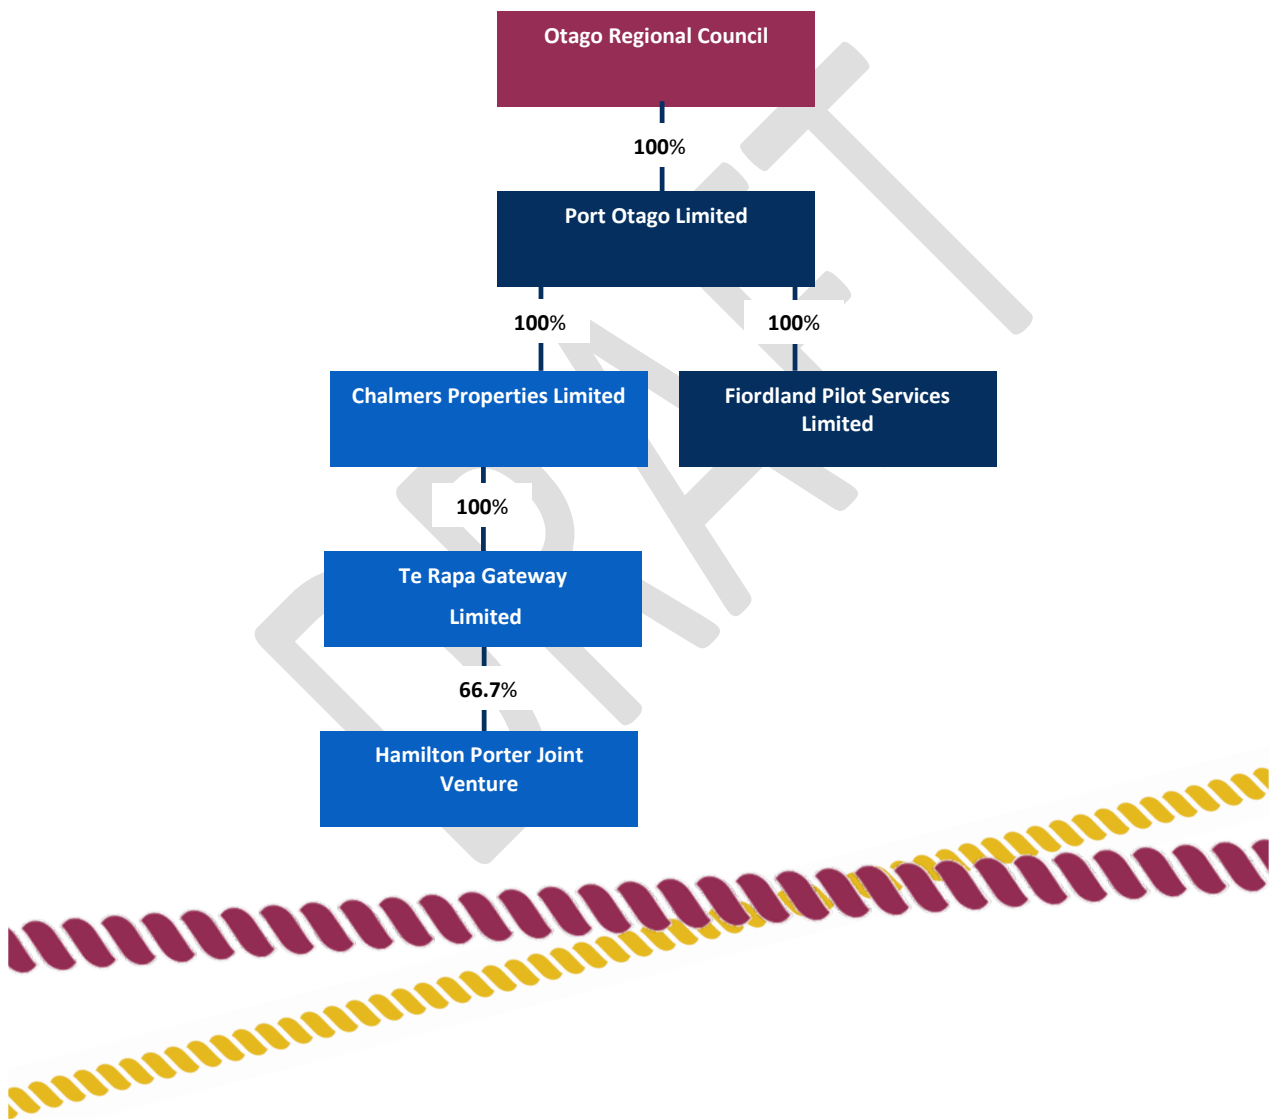 Otago Regional Council
100%
Port Otago Limited
100%
100%
Chalmers Properties Limited
Fiordland Pilot Services
Limited
100%
Te Rapa Gateway
Limited
66.7%
Hamilton Porter Joint
Venture
DRAFT